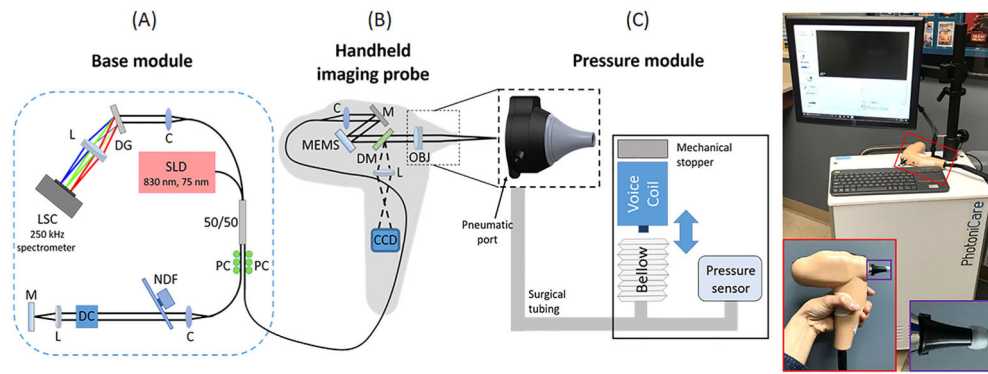 (A)
(B)
(C)
Base module
Handheld
imaging probe
Pressure module
L
DG
C
SLD
830 nm, 75 nm
LSC
250 kHz
spectrometer
50/50
PC
PC
NDF
M
L
DC
C
C
M
MEMS
DM
OBJ
L
CCD
Pneumatic
port
Surgical
tubing
Mechanical
stopper
Voice
Coil
Bellow
Pressure
sensor
PhotoniCare